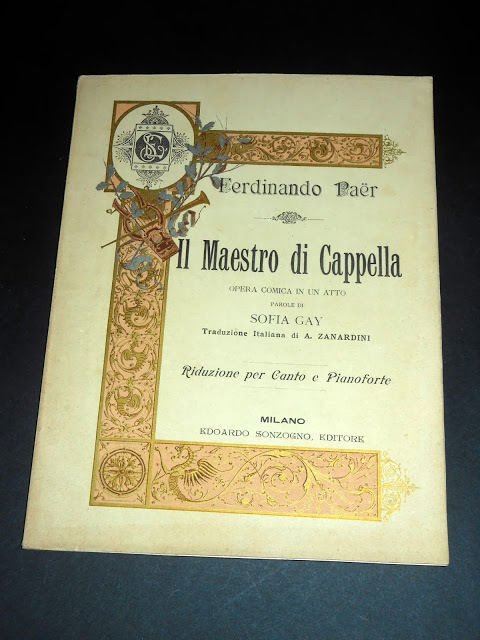 Ferdinando Paër
Il Maestro di Cappella
OPERA COMICA IN UN ATTO
PAROLE DI
SOFIA GAY
Traduzione Italiana di A. ZANARDINI
Riduzione per Canto e Pianoforte
MILANO
EDOARDO SONZOGNO, EDITORE